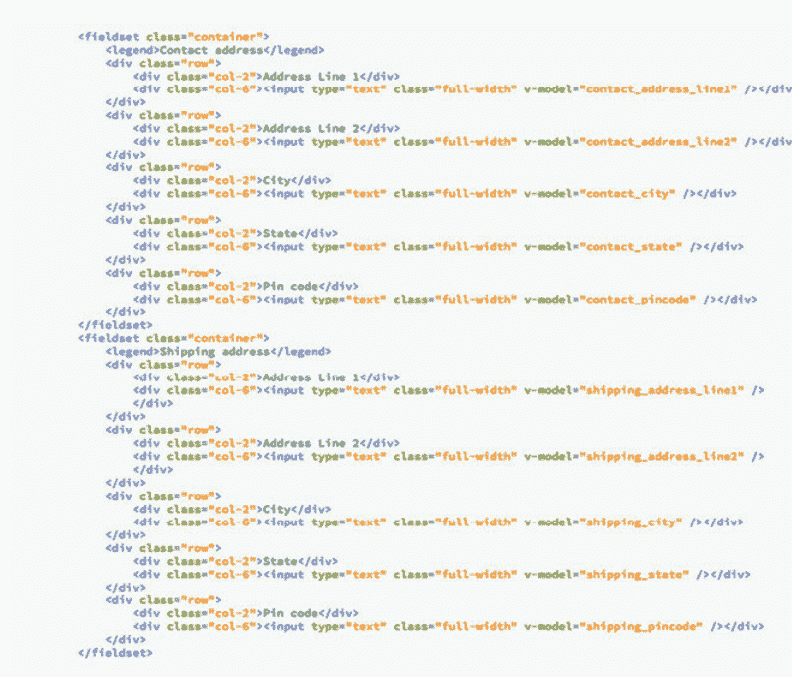 <fieldset class="container">
<legend>Contact address</legend>
<div class="row">
<div class="col-2">Address Line 1</div>
<div class="col-6"><input type="text" class="full-width" v-model="contact_address_line1" /></div
</div>
<div class="row">
<div class="col-2">Address Line 2</div>
<div class="col-6"><input type="text" class="full-width" v-model="contact_address_line2" /></div
</div>
<div class="row">
<div class="col-2">City</div>
<div class="col-6"><input type="text" class="full-width" v-model="contact_city" /></div>
</div>
<div class="row">
<div class="col-2">State</div>
<div class="col-6"><input type="text" class="full-width" v-model="contact_state" /></div>
</div>
<div class="row">
<div class="col-2">Pin code</div>
<div class="col-6"><input type="text" class="full-width" v-model="contact_pincode" /></div>
</div>
</fieldset>
<fieldset class="container">
<legend>Shipping address</legend>
<div class="row">
<div class="col-2">Address Line 1</div>
<div class="col-6"><input type="text" class="full-width" v-model="shipping_address_line1" />
</div>
</div>
<div class="row">
<div class="col-2">Address Line 2</div>
<div class="col-6"><input type="text" class="full-width" v-model="shipping_address_line2" />
</div>
</div>
<div class="row">
<div class="col-2">City</div>
<div class="col-6"><input type="text" class="full-width" v-model="shipping_city" /></div>
</div>
<div class="row">
<div class="col-2">State</div>
<div class="col-6"><input type="text" class="full-width" v-model="shipping_state" /></div>
</div>
<div class="row">
<div class="col-2">Pin code</div>
<div class="col-6"><input type="text" class="full-width" v-model="shipping_pincode" /></div>
</div>
</fieldset>